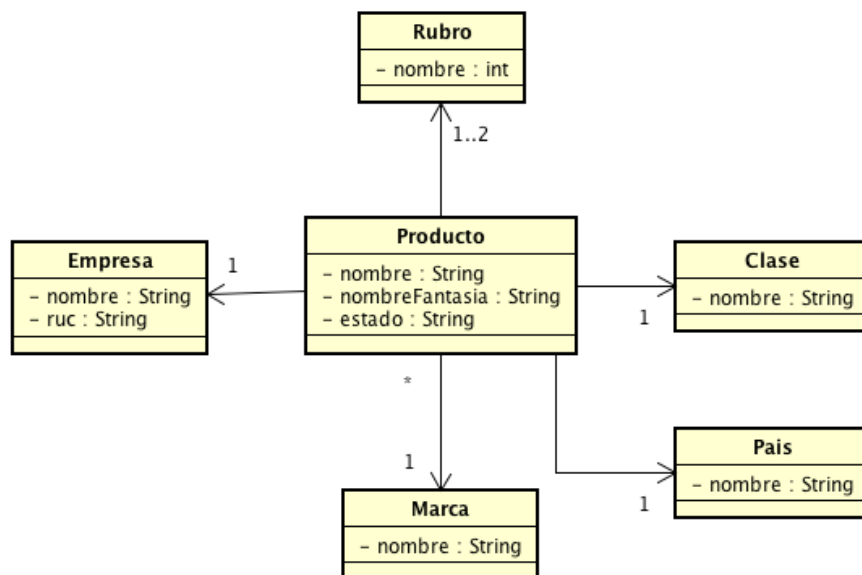 Rubro
– nombre : int
1..2
Empresa
– nombre : String
– ruc : String
1
Producto
– nombre : String
– nombreFantasia : String
– estado : String
Clase
– nombre : String
1
*
1
Pais
– nombre : String
1
Marca
– nombre : String